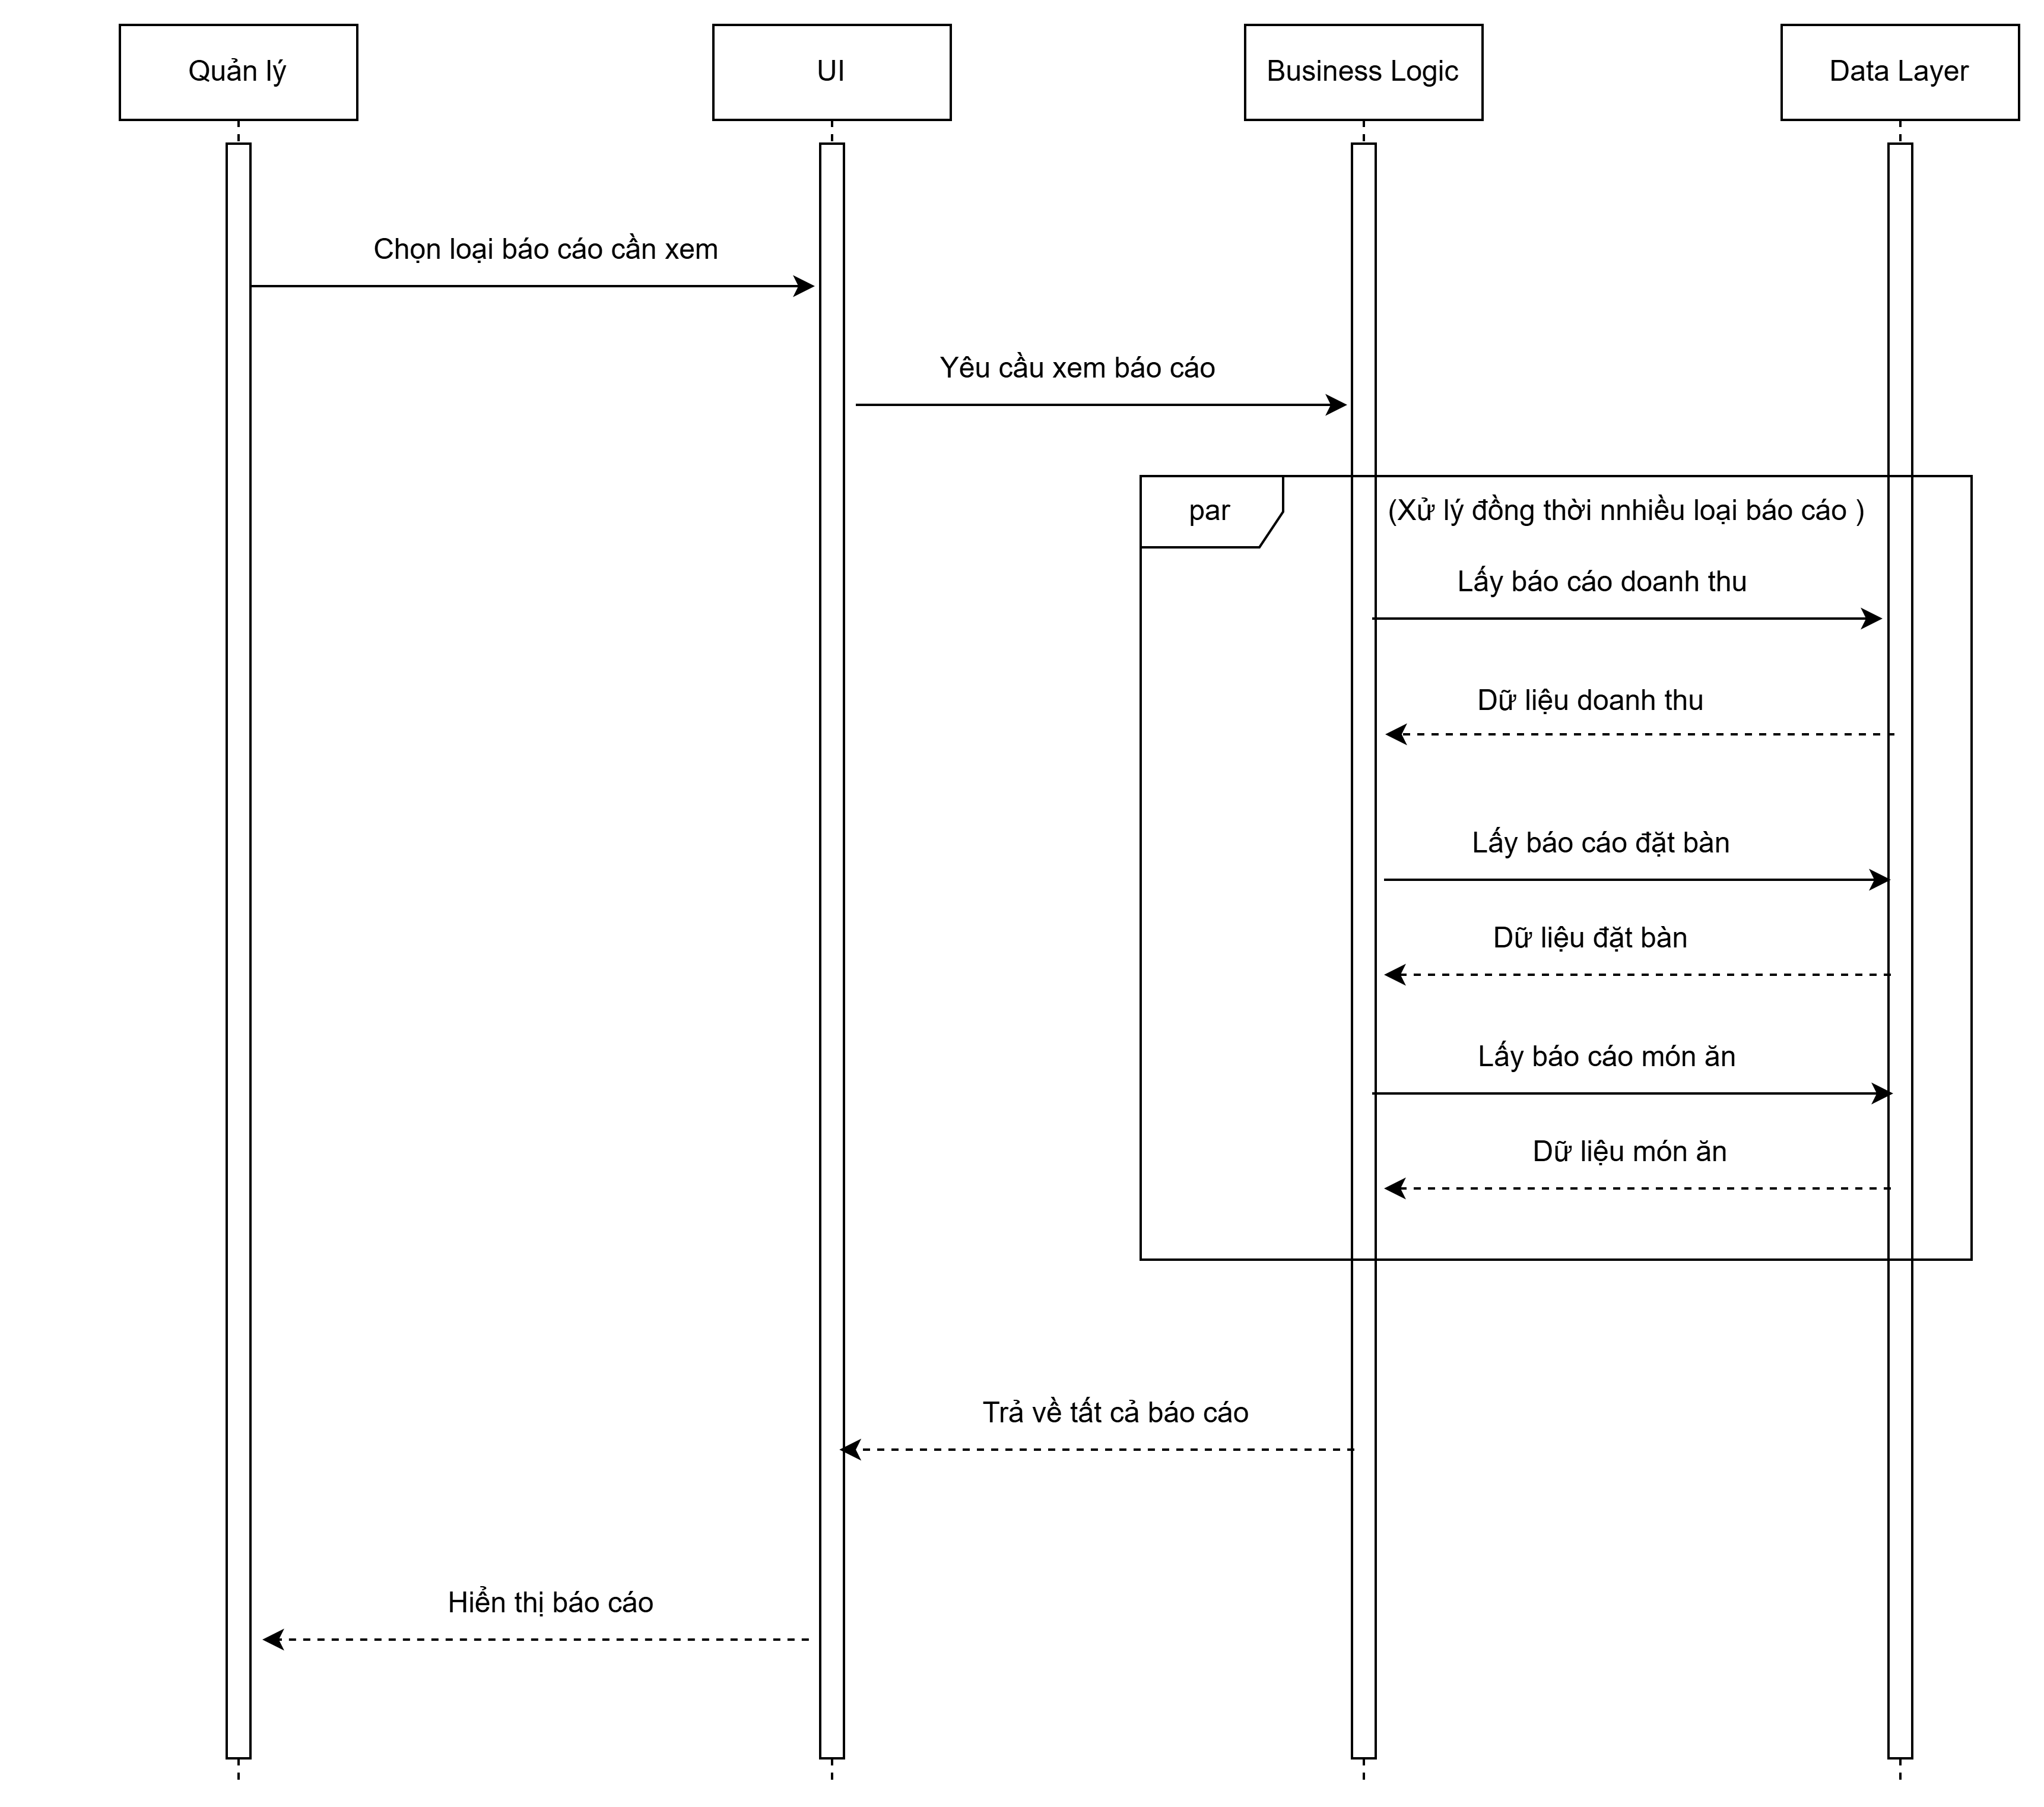 Quản lý
UI
Business Logic
Data Layer
Chọn loại báo cáo cần xem
Yêu cầu xem báo cáo
par
(Xử lý đồng thời nnhiều loại báo cáo )
Lấy báo cáo doanh thu
Dữ liệu doanh thu
Lấy báo cáo đặt bàn
Dữ liệu đặt bàn
Lấy báo cáo món ăn
Dữ liệu món ăn
Trả về tất cả báo cáo
Hiển thị báo cáo